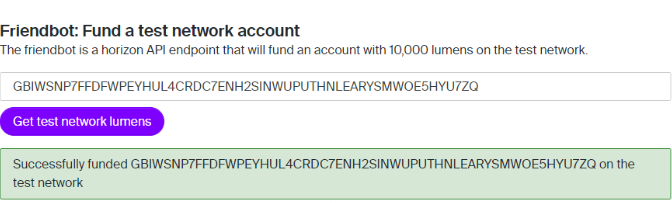 Friendbot: Fund a test network account
The friendbot is a horizon API endpoint that will fund an account with 10,000 lumens on the test network.
GBIWSNP7FFDFWPEYHUL4CRDC7ENH2SINWUPUTHNLEARYSMWOE5HYU7ZQ
Get test network lumens
Successfully funded GBIWSNP7FFDFWPEYHUL4CRDC7ENH2SINWUPUTHNLEARYSMWOE5HYU7ZQ on the
test network